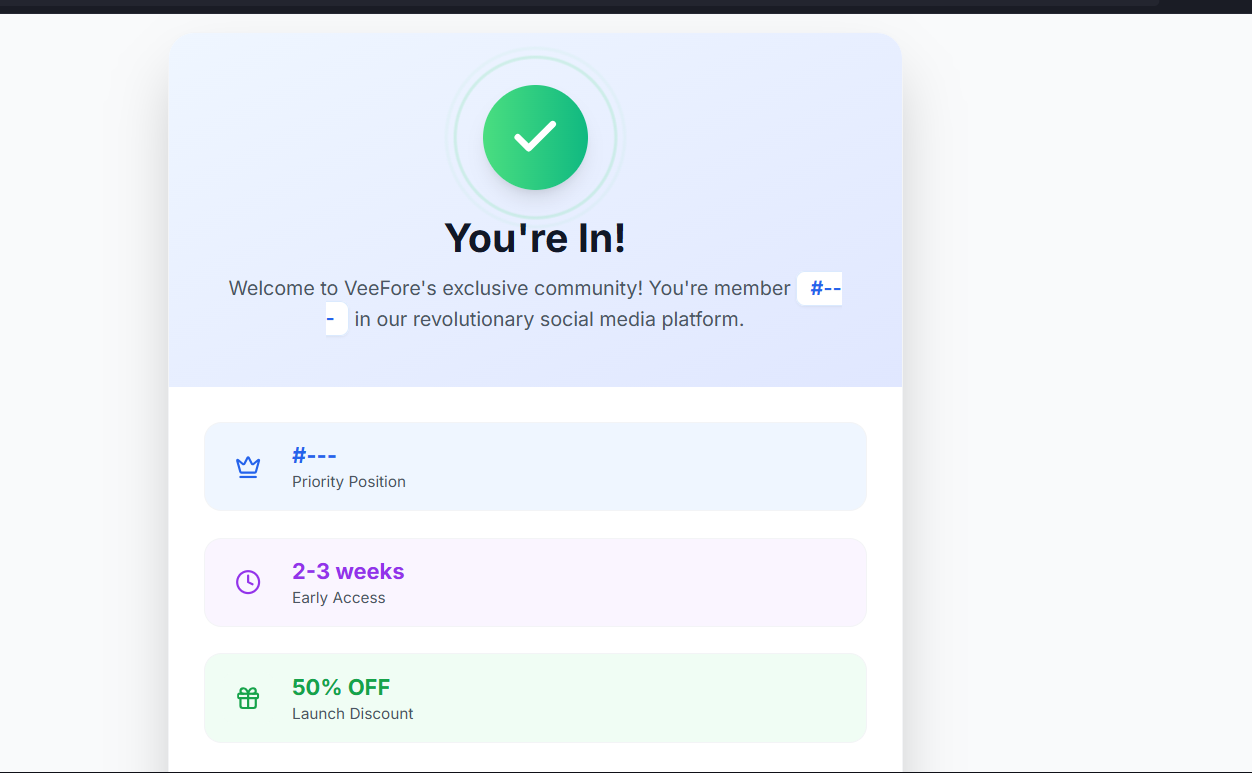 You're In!
Welcome to VeeFore's exclusive community! You're member #--
- in our revolutionary social media platform.
#---
Priority Position
2-3 weeks
Early Access
50% OFF
Launch Discount